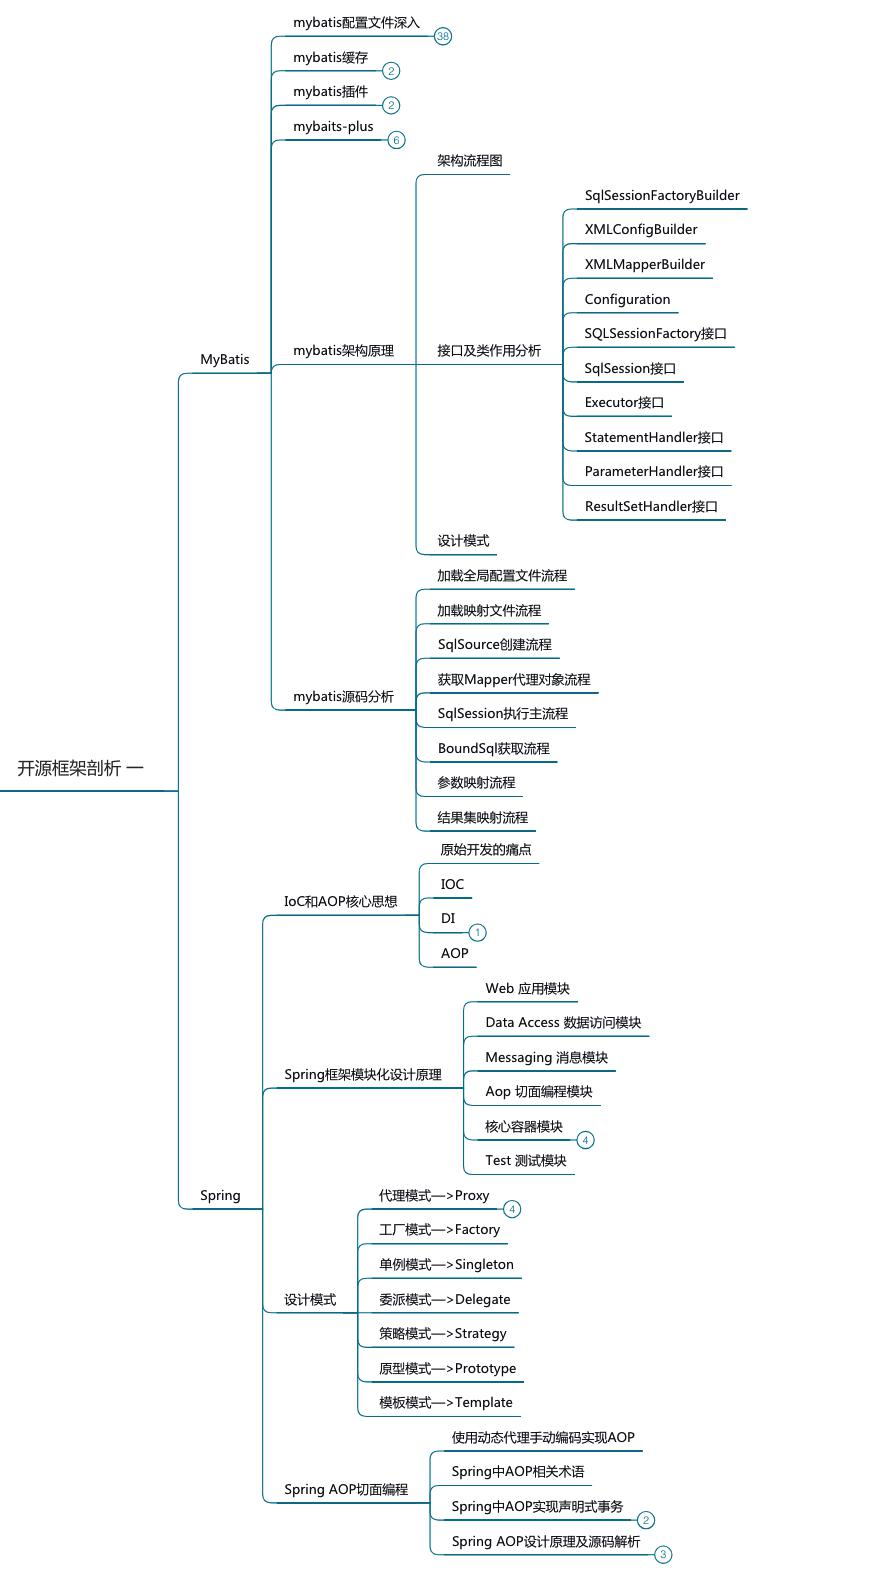 mybatis配置文件深入
38
mybatis缓存
2
mybatis插件
2
mybaits-plus
6
架构流程图
SqlSessionFactoryBuilder
XMLConfigBuilder
XMLMapperBuilder
Configuration
SQLSessionFactory接口
mybatis架构原理
接口及类作用分析
MyBatis
SqlSession接口
Executor接口
StatementHandler接口
ParameterHandler接口
ResultSetHandler接口
设计模式
加载全局配置文件流程
加载映射文件流程
SqlSource创建流程
获取Mapper代理对象流程
mybatis源码分析
SqlSession执行主流程
BoundSql获取流程
开源框架剖析 一
参数映射流程
结果集映射流程
原始开发的痛点
IOC
IoC和AOP核心思想
DI
1
AOP
Web 应用模块
Data Access 数据访问模块
Messaging 消息模块
Spring框架模块化设计原理
Aop 切面编程模块
核心容器模块
4
Test 测试模块
Spring
代理模式—>Proxy
4
工厂模式—>Factory
单例模式—>Singleton
设计模式
委派模式—>Delegate
策略模式—>Strategy
原型模式—>Prototype
模板模式—>Template
使用动态代理手动编码实现AOP
Spring中AOP相关术语
Spring AOP切面编程
Spring中AOP实现声明式事务
2
Spring AOP设计原理及源码解析
3